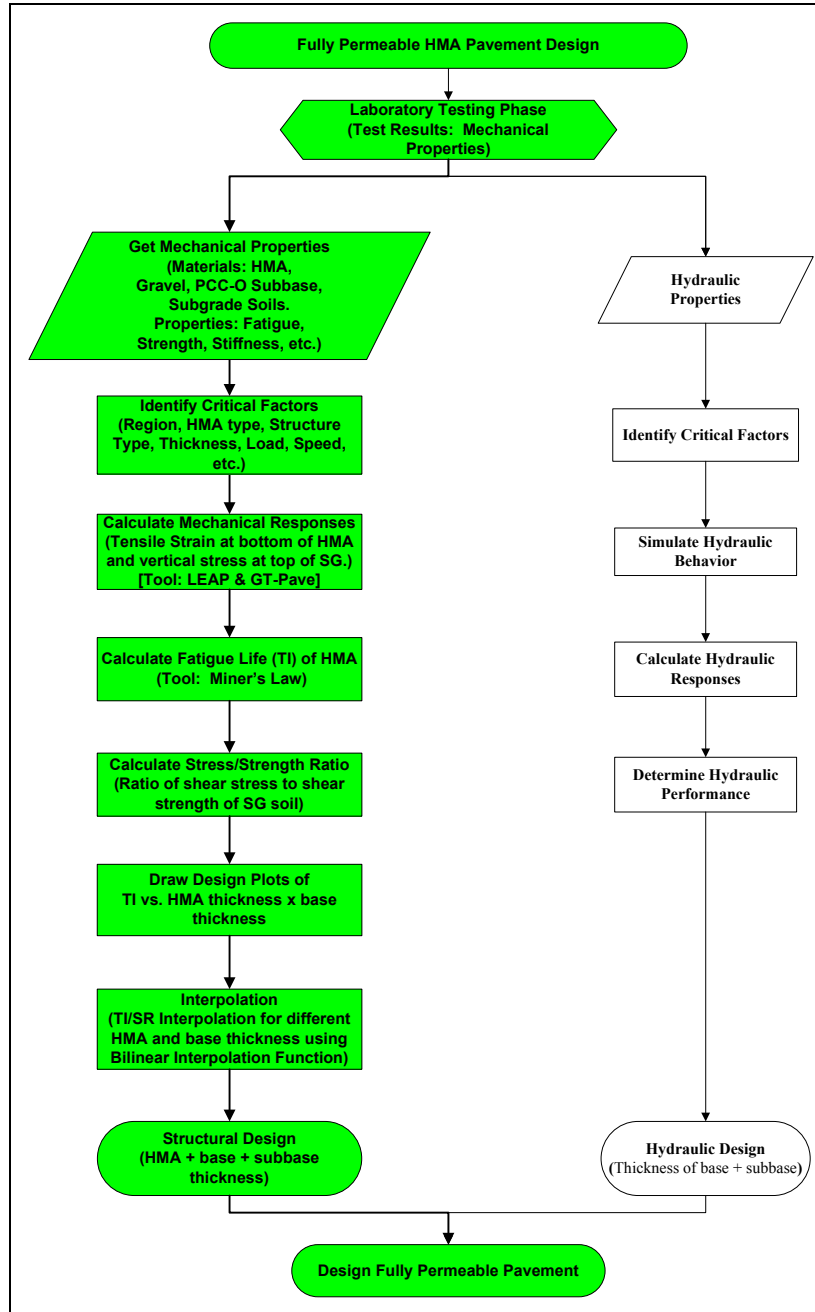 Fully Permeable HMA Pavement Design
Laboratory Testing Phase
(Test Results:  Mechanical
Properties)
Get Mechanical Properties
(Materials: HMA,
Gravel, PCC-O Subbase,
Subgrade Soils.
Properties: Fatigue,
Strength, Stiffness, etc.)
Identify Critical Factors
(Region, HMA type, Structure
Type, Thickness, Load, Speed,
etc.)
Calculate Mechanical Responses
(Tensile Strain at bottom of HMA
and vertical stress at top of SG.)
[Tool: LEAP & GT-Pave]
Calculate Fatigue Life (TI) of HMA
(Tool:  Miner's Law)
Calculate Stress/Strength Ratio
(Ratio of shear stress to shear
strength of SG soil)
Draw Design Plots of
TI vs. HMA thickness x base
thickness
Interpolation
(TI/SR Interpolation for different
HMA and base thickness using
Bilinear Interpolation Function)
Structural Design
(HMA + base + subbase
thickness)
Hydraulic
Properties
Identify Critical Factors
Simulate Hydraulic
Behavior
Calculate Hydraulic
Responses
Determine Hydraulic
Performance
Hydraulic Design
(Thickness of base + subbase)
Design Fully Permeable Pavement